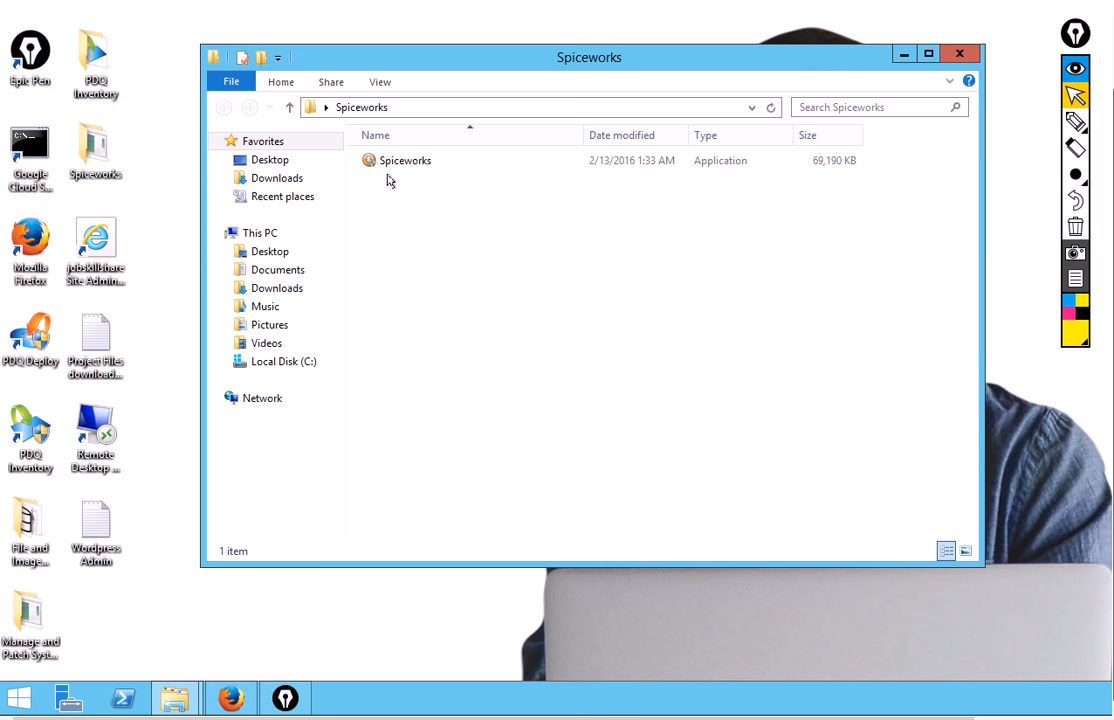 Epic Pen
PDQ
Inventory
Google
Cloud S...
Spiceworks
Mozilla
Firefox
jobskillshare
Site Admin...
PDQ Deploy
Project Files
download...
PDQ
Inventory
Remote
Desktop ...
File and
Image...
Wordpress
Admin
Manage and
Patch Syst...
Spiceworks
File
Home
Share
View
Spiceworks
Search Spiceworks
Favorites
Desktop
Downloads
Recent places
This PC
Desktop
Documents
Downloads
Music
Pictures
Videos
Local Disk (C:)
Network
Name
Date modified
Type
Size
Spiceworks
2/13/2016 1:33 AM
Application
69,190 KB
1 item